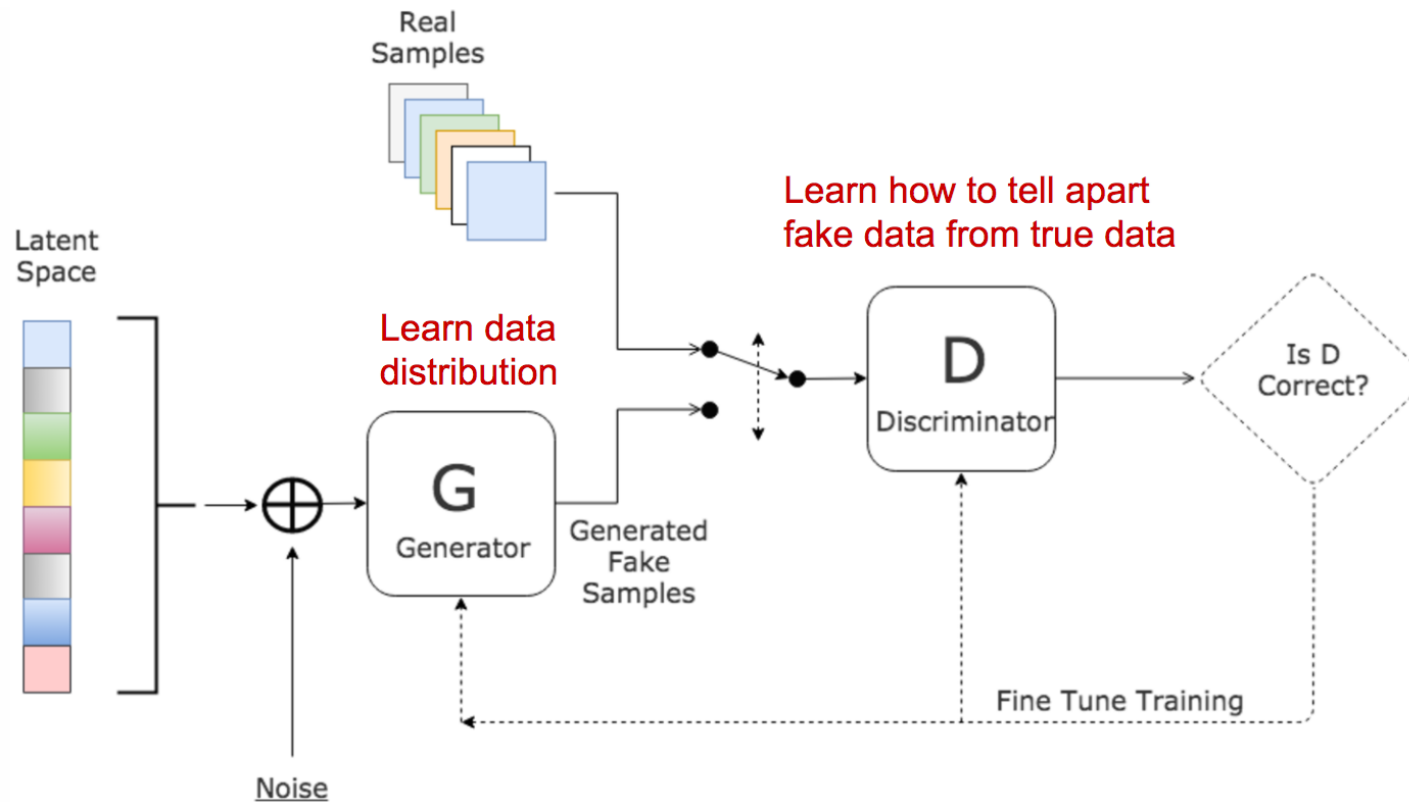 Real
Samples
Learn how to tell apart
fake data from true data
Latent
Space
Learn data
distribution
D
Discriminator
Is D
Correct?
G
Generator
Generated
Fake
Samples
Fine Tune Training
Noise